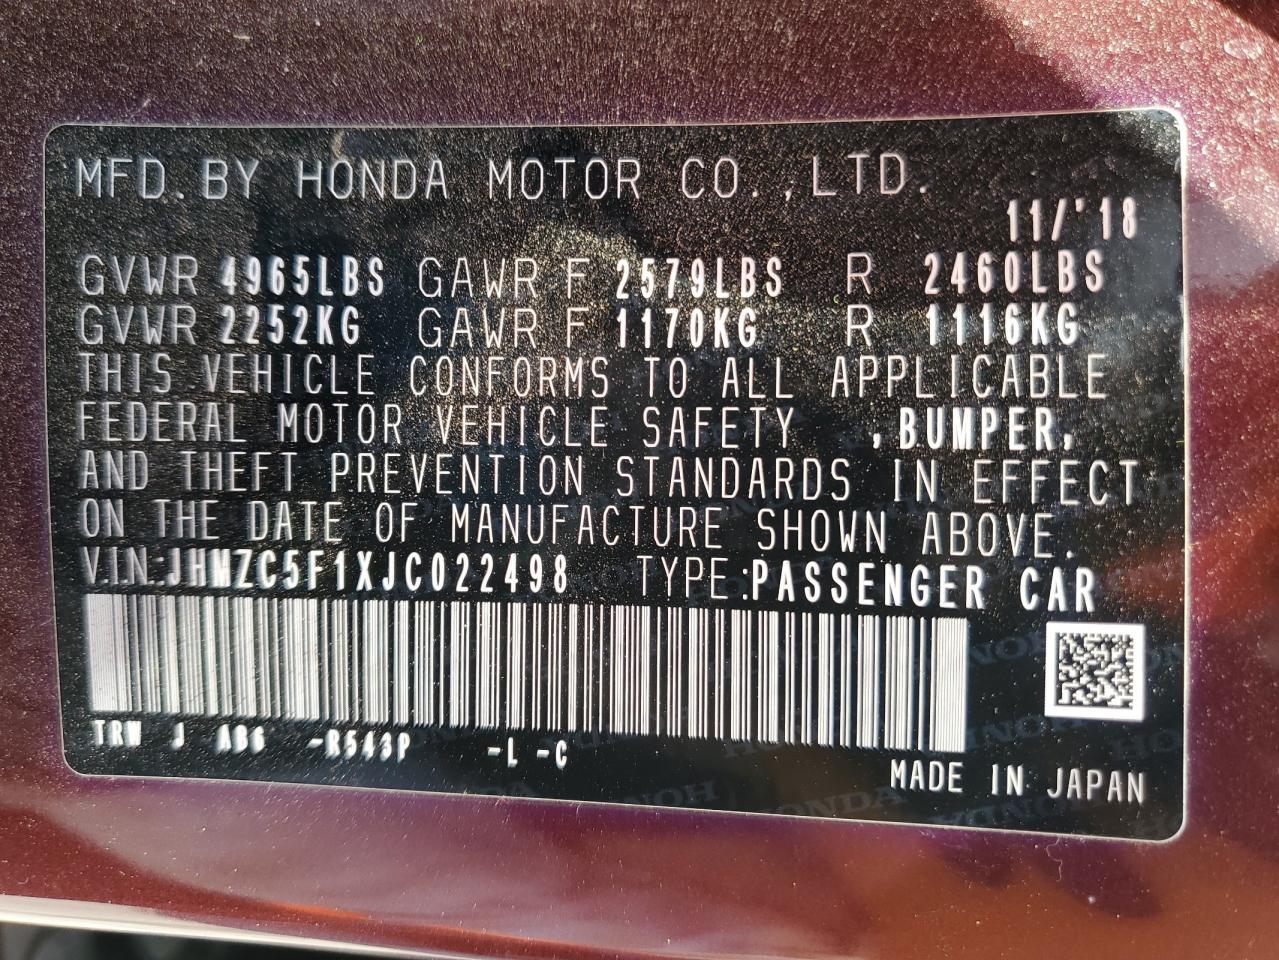 MFD. BY HONDA MOTOR CO.,LTD.
11/'18
GVWR 4965LBS GAWR F 2579LBS R 2460LBS
GVWR 2252KG GAWR F 1170KG R 1116KG
THIS VEHICLE CONFORMS TO ALL APPLICABLE
FEDERAL MOTOR VEHICLE SAFETY ,BUMPER,
AND THEFT PREVENTION STANDARDS IN EFFECT
ON THE DATE OF MANUFACTURE SHOWN ABOVE.
V.I.N.:JHMZC5F1XJC022498 TYPE:PASSENGER CAR
TRW J AB6 -R543P -L -C
MADE IN JAPAN